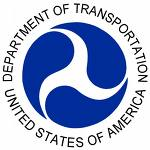 DEPARTMENT OF TRANSPORTATION
UNITED STATES OF AMERICA